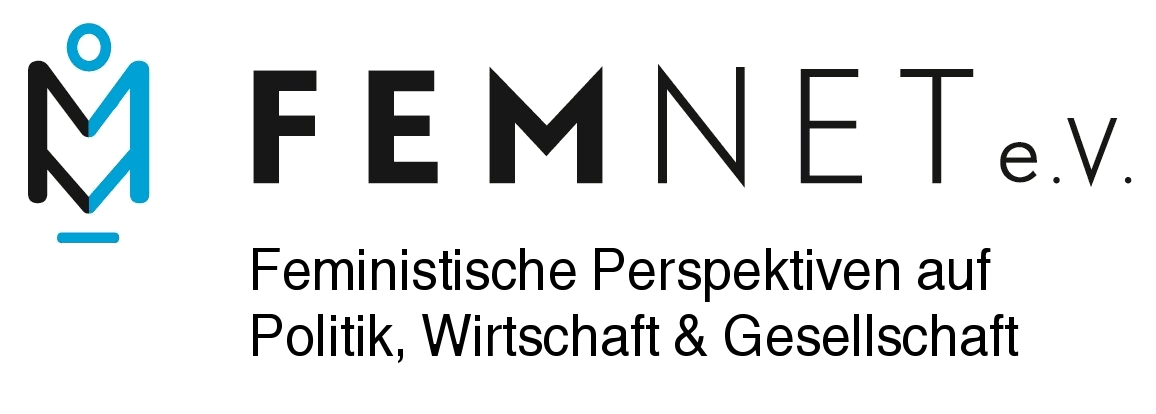 FEMNET e.V.
Feministische Perspektiven auf
Politik, Wirtschaft & Gesellschaft